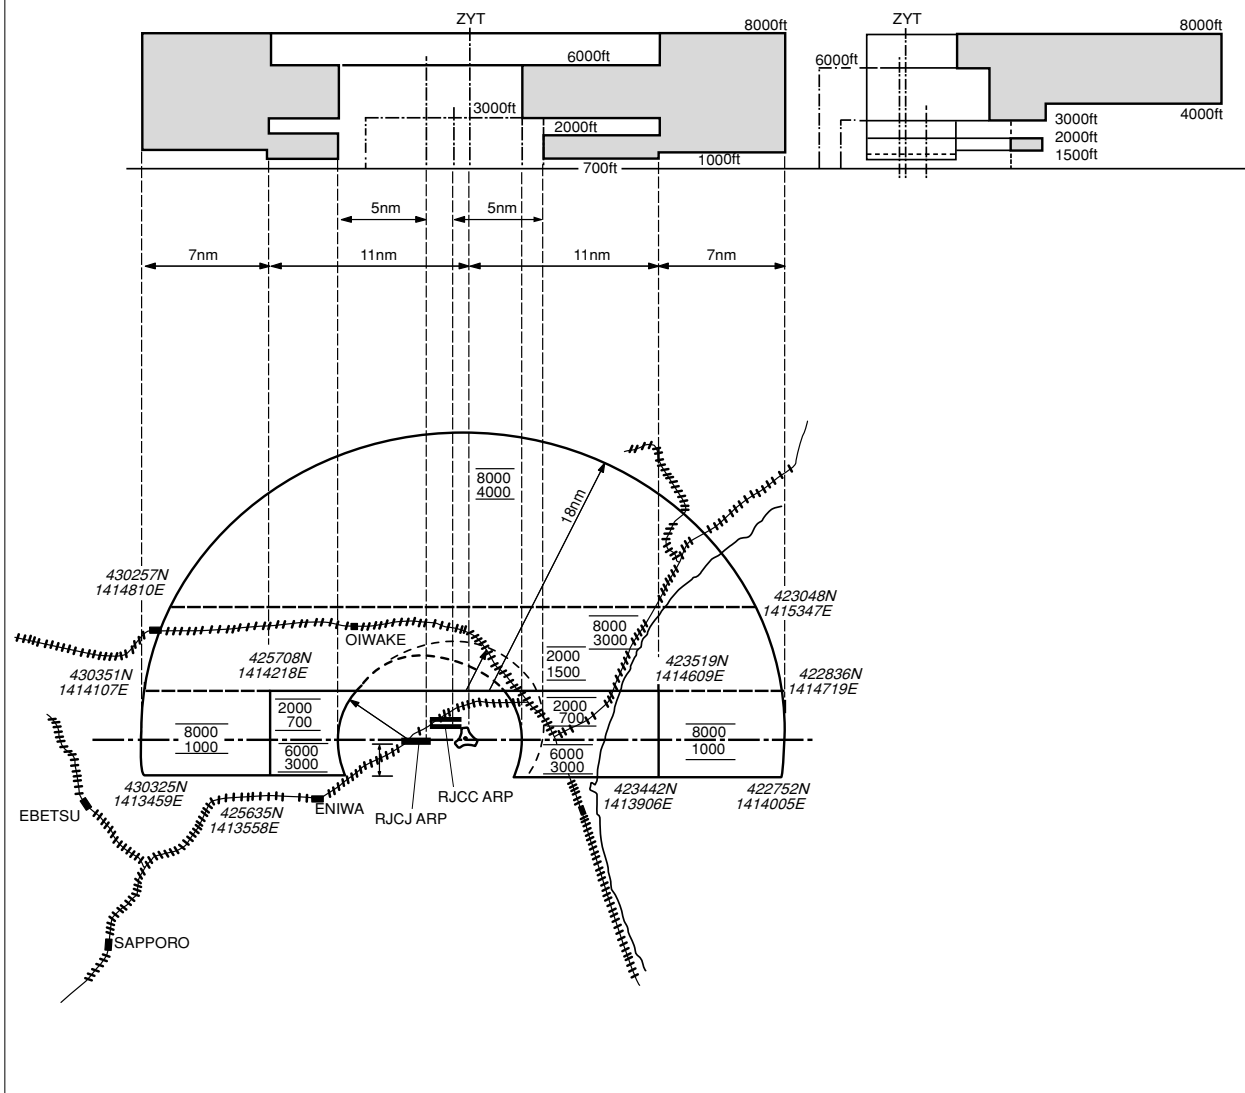 ZYT
8000ft
6000ft
3000ft
2000ft
1000ft
700ft
ZYT
8000ft
6000ft
4000ft
3000ft
2000ft
1500ft
5nm
5nm
7nm
11nm
11nm
7nm
8000
4000
18nm
430257N
1414810E
423048N
1415347E
OIWAKE
8000
3000
2000
1500
430351N
1414107E
425708N
1414218E
423519N
1414609E
422836N
1414719E
2000
700
2000
700
8000
1000
6000
3000
6000
3000
8000
1000
430325N
1413459E
EBETSU
425635N
1413558E
ENIWA
RJCJ ARP
RJCC ARP
423442N
1413906E
422752N
1414005E
SAPPORO